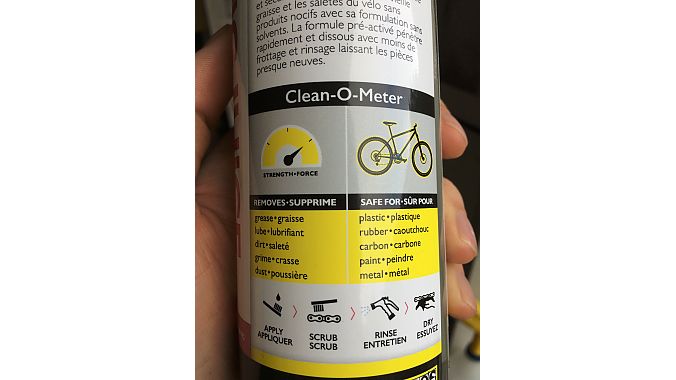 et sec
graisse et les saletés du vélo sans
produits nocifs avec sa formulation sans
solvents. La formule pré-activé pénètre
rapidement et dissous avec moins de
frottage et rinsage laissant les pièces
presque neuves.
Clean-O-Meter
STRENGTH•FORCE
REMOVES•SUPPRIME
SAFE FOR•SÛR POUR
grease•graisse
plastic•plastique
lube•lubrifiant
rubber•caoutchouc
dirt•saleté
carbon•carbone
grime•crasse
paint•peindre
dust•poussière
metal•métal
APPLY
APPLIQUER
SCRUB
SCRUB
RINSE
ENTRETIEN
DRY
ESSUYEZ